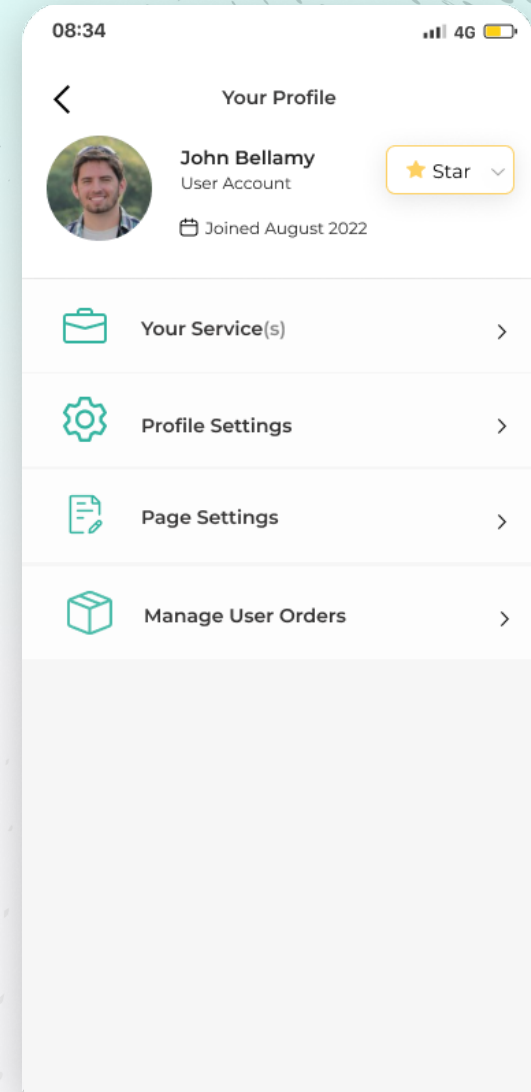 08:34
4G
Your Profile
John Bellamy
User Account
Star
Joined August 2022
Your Service(s)
Profile Settings
Page Settings
Manage User Orders